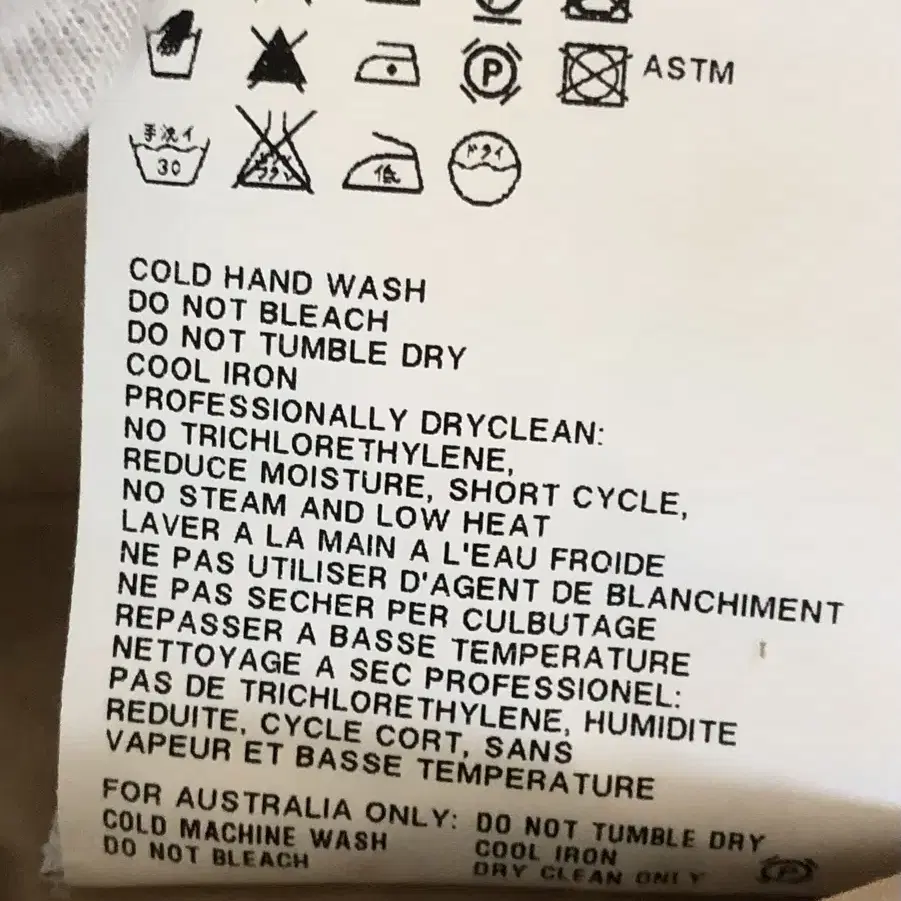 P
ASTM
手洗イ
30
低
ドライ
COLD HAND WASH
DO NOT BLEACH
DO NOT TUMBLE DRY
COOL IRON
PROFESSIONALLY DRYCLEAN:
NO TRICHLORETHYLENE,
REDUCE MOISTURE, SHORT CYCLE,
NO STEAM AND LOW HEAT
LAVER A LA MAIN A L'EAU FROIDE
NE PAS UTILISER D'AGENT DE BLANCHIMENT
NE PAS SECHER PER CULBUTAGE
REPASSER A BASSE TEMPERATURE
NETTOYAGE A SEC PROFESSIONEL:
PAS DE TRICHLORETHYLENE, HUMIDITE
REDUITE, CYCLE CORT, SANS
VAPEUR ET BASSE TEMPERATURE
FOR AUSTRALIA ONLY:
COLD MACHINE WASH
DO NOT BLEACH
DO NOT TUMBLE DRY
COOL IRON
DRY CLEAN ONLY
P